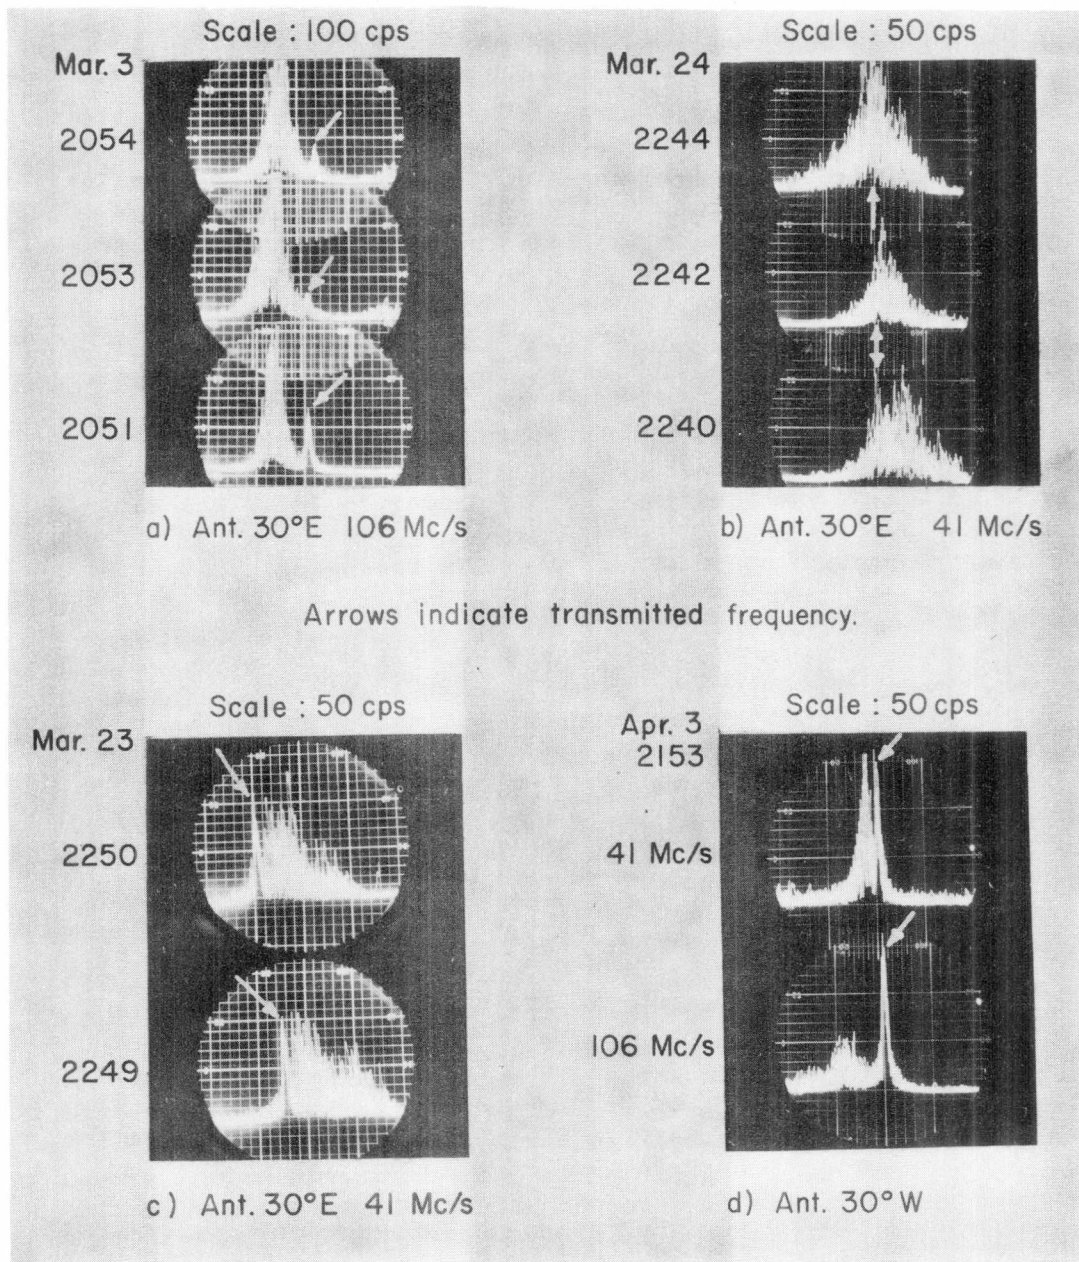 Scale : 100 cps
Mar. 3
2054
2053
2051
a) Ant. 30°E 106 Mc/s
Scale : 50 cps
Mar. 24
2244
2242
2240
b) Ant. 30°E 41 Mc/s
Arrows indicate transmitted frequency.
Scale : 50 cps
Mar. 23
2250
2249
c) Ant. 30°E 41 Mc/s
Scale : 50 cps
Apr. 3
2153
41 Mc/s
106 Mc/s
d) Ant. 30°W